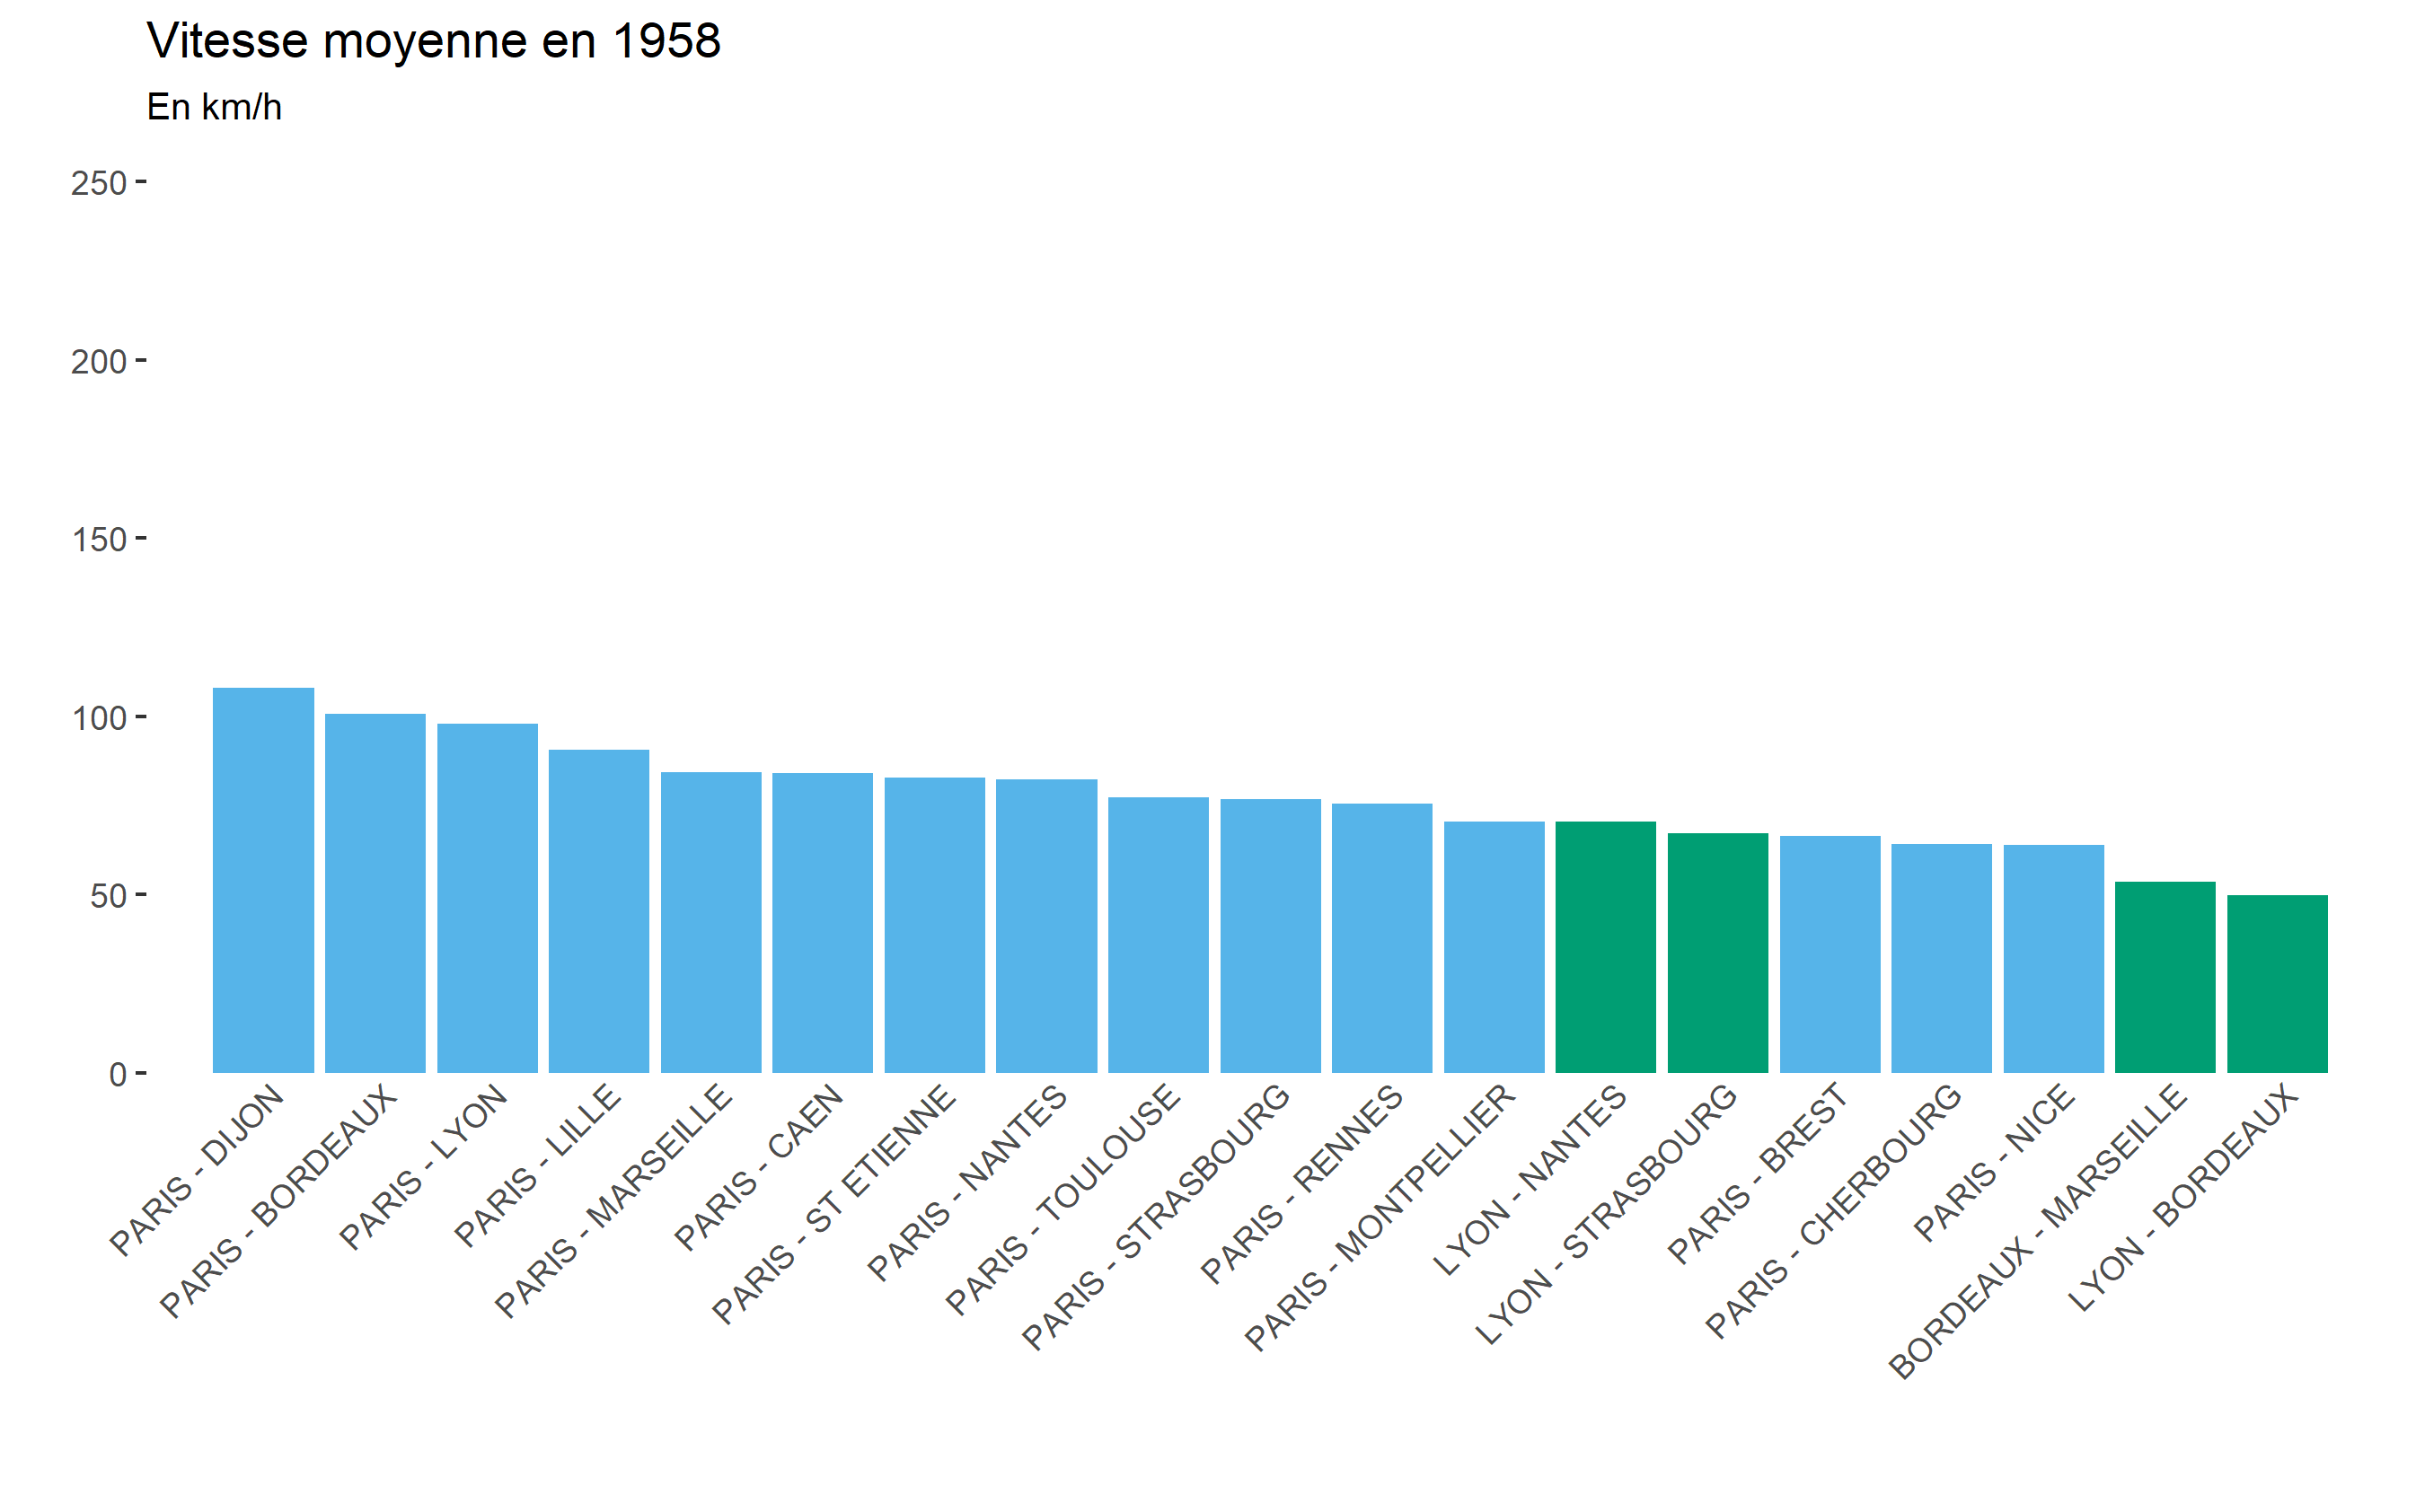 Vitesse moyenne en 1958
En km/h
250
200
150
100
50
0
PARIS - DIJON
PARIS - BORDEAUX
PARIS - LYON
PARIS - LILLE
PARIS - MARSEILLE
PARIS - CAEN
PARIS - ST ETIENNE
PARIS - NANTES
PARIS - TOULOUSE
PARIS - STRASBOURG
PARIS - RENNES
PARIS - MONTPELLIER
LYON - NANTES
LYON - STRASBOURG
PARIS - BREST
PARIS - CHERBOURG
PARIS - NICE
BORDEAUX - MARSEILLE
LYON - BORDEAUX